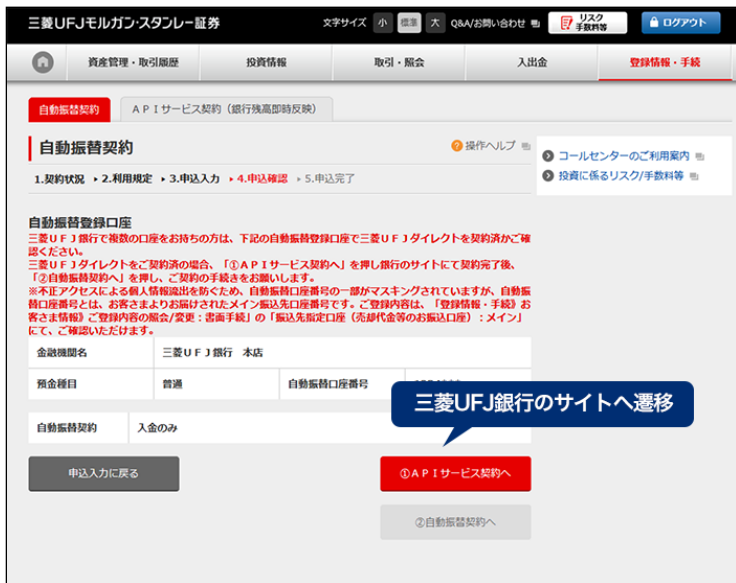 三菱UFJモルガン・スタンレー証券
文字サイズ 小 標準 大 Q&A/お問い合わせ
リスク
手数料等
ログアウト
資産管理・取引履歴 投資情報 取引・照会 入出金 登録情報・手続
自動振替契約 APIサービス契約(銀行残高即時反映)
自動振替契約
操作ヘルプ
コールセンターのご利用案内
1.契約状況 ▸ 2.利用規定 ▸ 3.申込入力 ▸ 4.申込確認 ▸ 5.申込完了
投資に係るリスク/手数料等
自動振替登録口座
三菱UFJ銀行で複数の口座をお持ちの方は、下記の自動振替登録口座で三菱UFJダイレクトを契約済かご確
認ください。
三菱UFJダイレクトをご契約済の場合、「①APIサービス契約へ」を押し銀行のサイトにて契約完了後、
「②自動振替契約へ」を押し、ご契約の手続きをお願いします。
※不正アクセスによる個人情報流出を防ぐため、自動振替口座番号の一部がマスキングされていますが、自動振
替口座番号とは、お客さまよりお届けされたメイン振込先口座番号です。ご登録内容は、「登録情報・手続》お
客さま情報》ご登録内容の照会/変更:書面手続」の「振込先指定口座(売却代金等のお振込口座):メイン」
にて、ご確認いただけます。
金融機関名 三菱UFJ銀行 本店
預金種目 普通 自動振替口座番号
三菱UFJ銀行のサイトへ遷移
自動振替契約 入金のみ
申込入力に戻る ①APIサービス契約へ
②自動振替契約へ